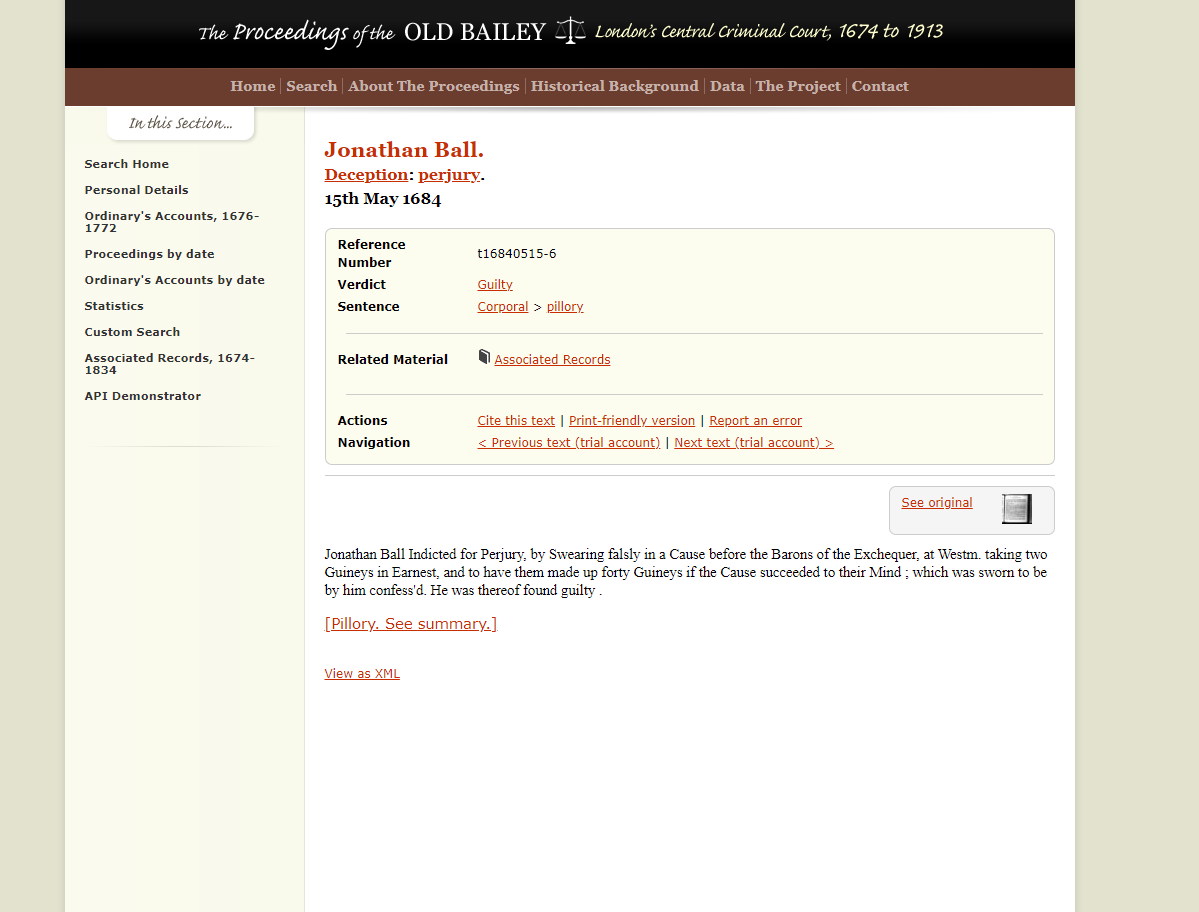 The Proceedings of the OLD BAILEY London's Central Criminal Court, 1674 to 1913
Home Search About The Proceedings Historical Background Data The Project Contact
In this Section...
Search Home
Personal Details
Ordinary's Accounts, 1676-
1772
Proceedings by date
Ordinary's Accounts by date
Statistics
Custom Search
Associated Records, 1674-
1834
API Demonstrator
Jonathan Ball.
Deception: perjury.
15th May 1684
Reference
Number
t16840515-6
Verdict Guilty
Sentence Corporal > pillory
Related Material Associated Records
Actions Cite this text | Print-friendly version | Report an error
Navigation < Previous text (trial account) | Next text (trial account) >
See original
Jonathan Ball Indicted for Perjury, by Swearing falsly in a Cause before the Barons of the Exchequer, at Westm. taking two
Guineys in Earnest, and to have them made up forty Guineys if the Cause succeeded to their Mind ; which was sworn to be
by him confess'd. He was thereof found guilty .
[Pillory. See summary.]
View as XML